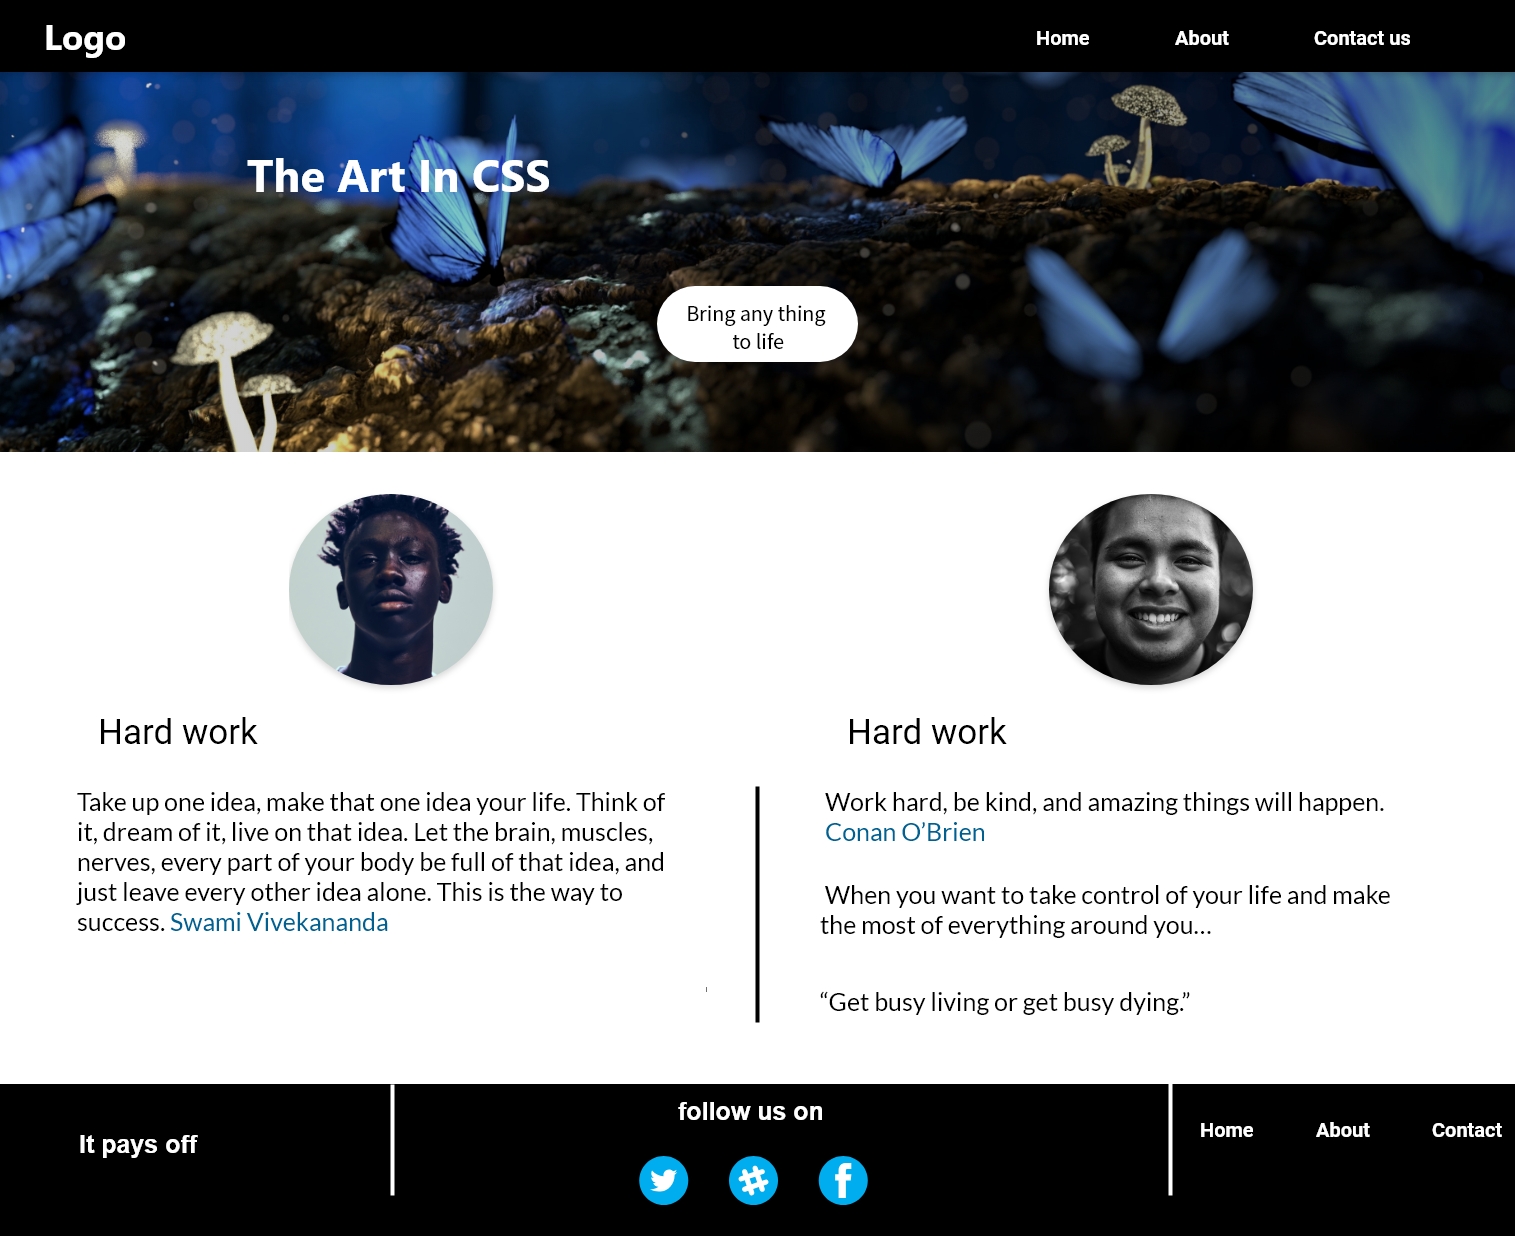 Logo
Home About Contact us
The Art In CSS
Bring any thing
to life
Hard work
Take up one idea, make that one idea your life. Think of
it, dream of it, live on that idea. Let the brain, muscles,
nerves, every part of your body be full of that idea, and
just leave every other idea alone. This is the way to
success. Swami Vivekananda
Hard work
Work hard, be kind, and amazing things will happen.
Conan O’Brien
When you want to take control of your life and make
the most of everything around you…
“Get busy living or get busy dying.”
It pays off
follow us on
Home About Contact